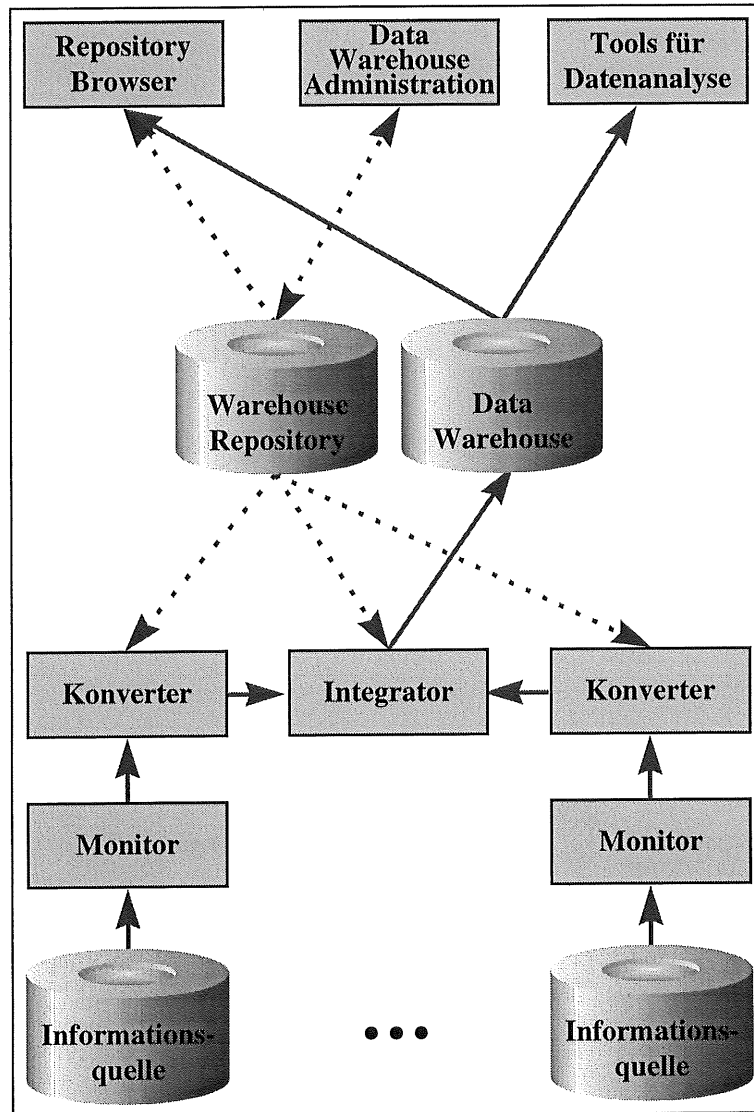 Repository
Browser
Data
Warehouse
Administration
Tools für
Datenanalyse
Warehouse
Repository
Data
Warehouse
Konverter
Integrator
Konverter
Monitor
Monitor
Informations-
quelle
•••
Informations-
quelle